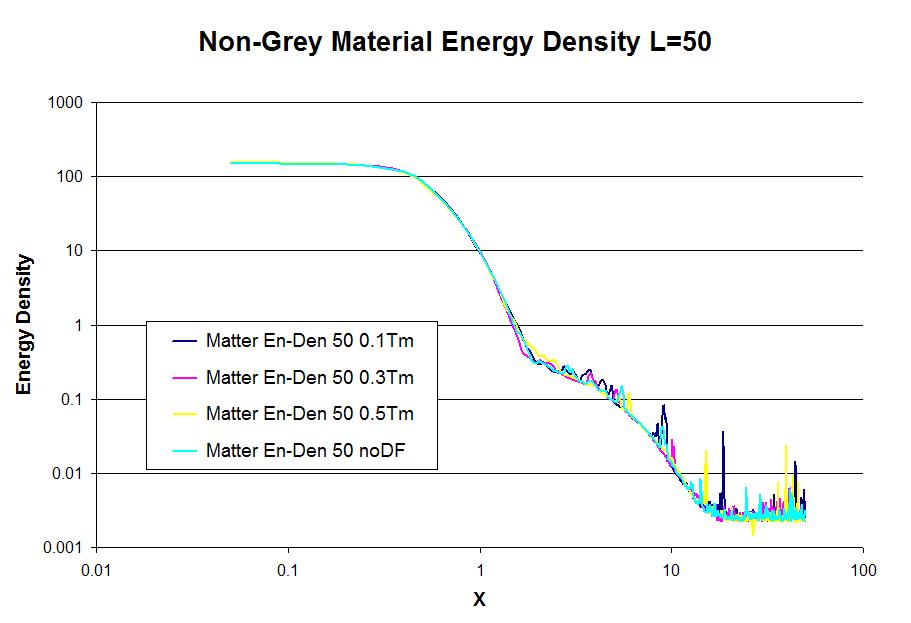 Non-Grey Material Energy Density L=50
1000
100
10
1
0.1
0.01
0.001
Energy Density
Matter En-Den 50 0.1Tm
Matter En-Den 50 0.3Tm
Matter En-Den 50 0.5Tm
Matter En-Den 50 noDF
0.01 0.1 1 10 100
X